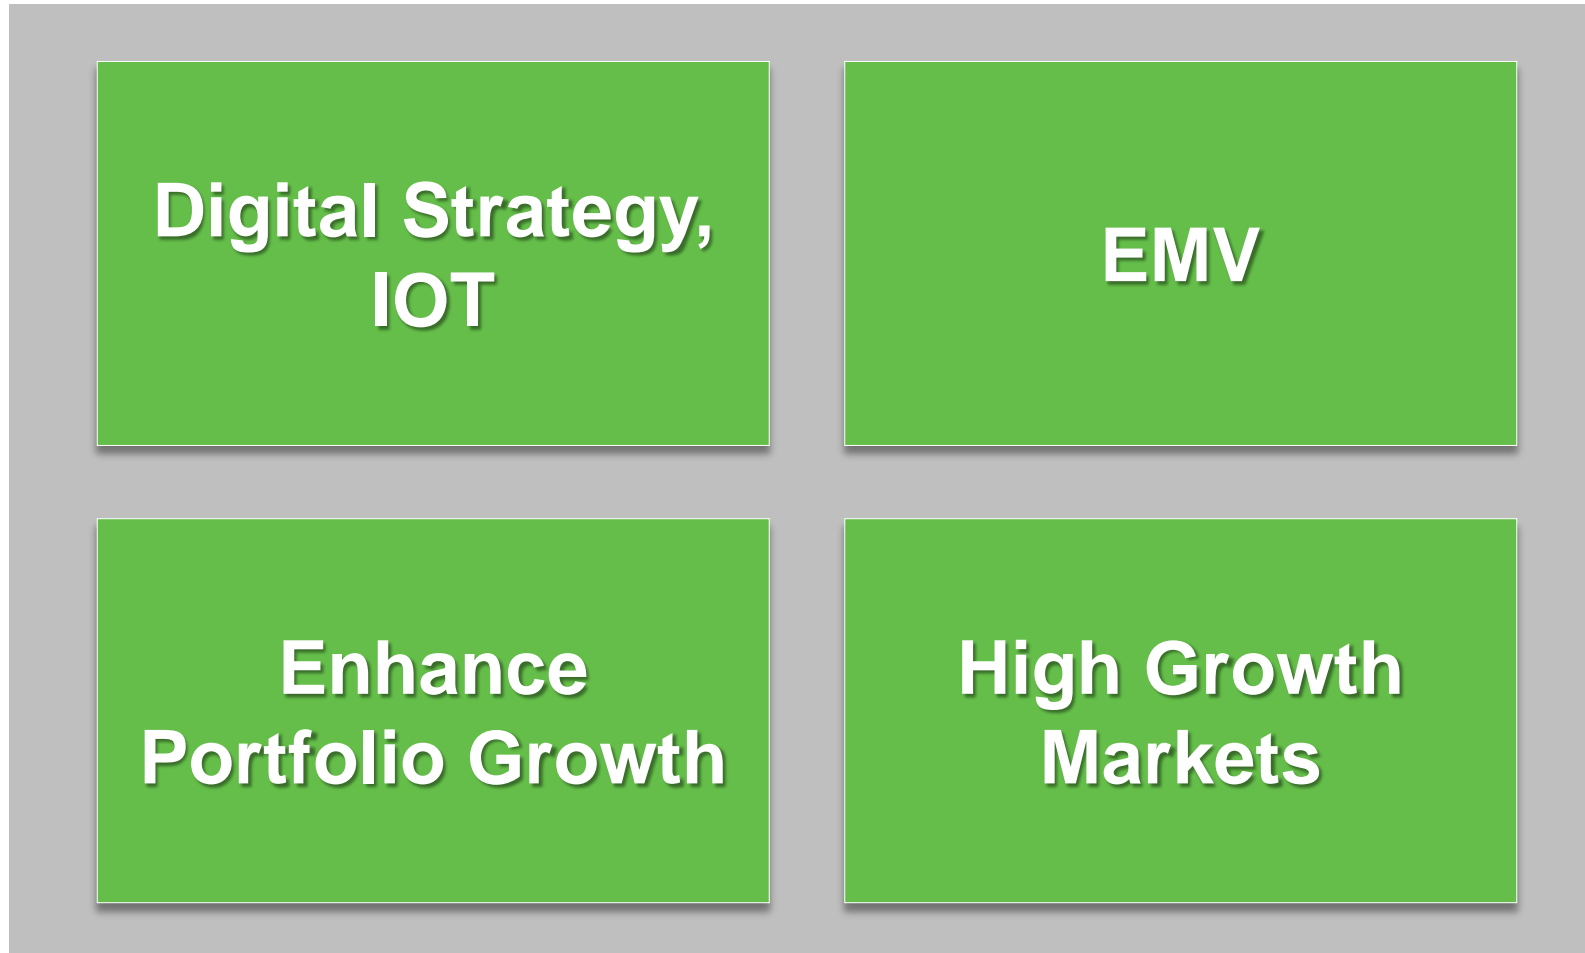 Digital Strategy,
IOT
EMV
Enhance
Portfolio Growth
High Growth
Markets